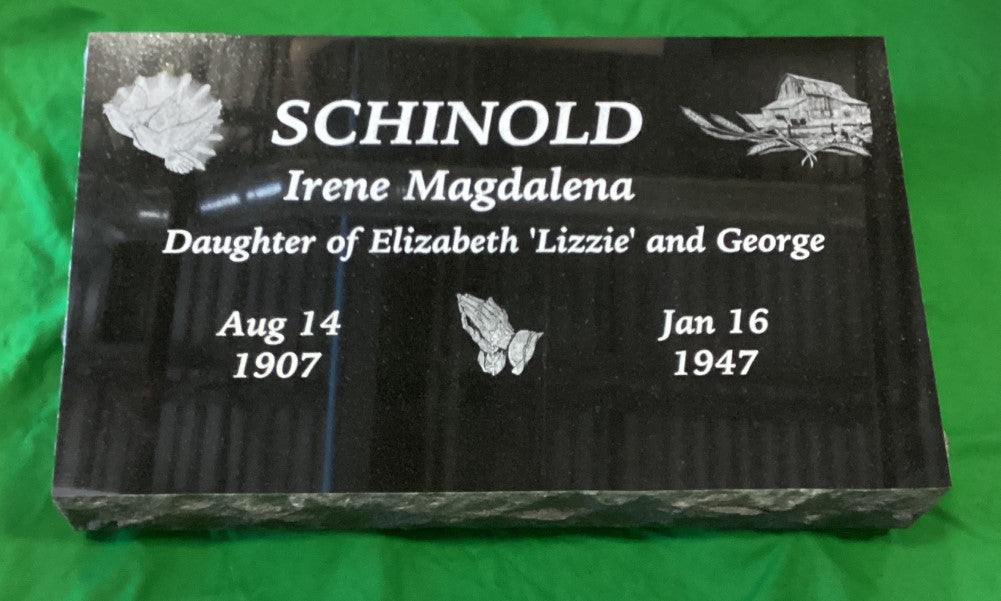 SCHINOLD
Irene Magdalena
Daughter of Elizabeth 'Lizzie' and George
Aug 14
1907
Jan 16
1947